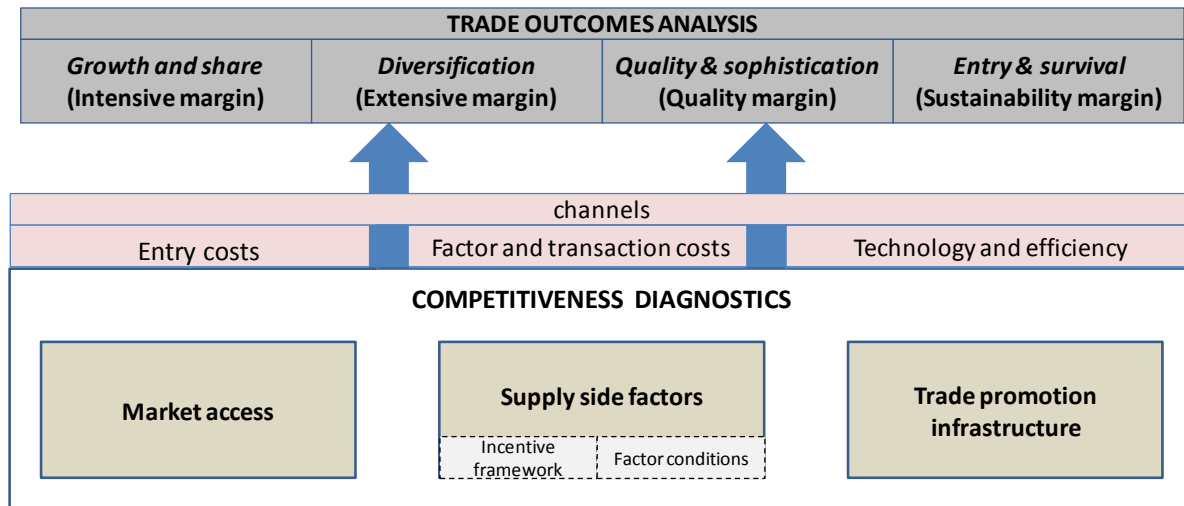 TRADE OUTCOMES ANALYSIS
Growth and share
(Intensive margin)
Diversification
(Extensive margin)
Quality & sophistication
(Quality margin)
Entry & survival
(Sustainability margin)
channels
Entry costs
Factor and transaction costs
Technology and efficiency
COMPETITIVENESS DIAGNOSTICS
Market access
Supply side factors
Incentive
framework
Factor conditions
Trade promotion
infrastructure